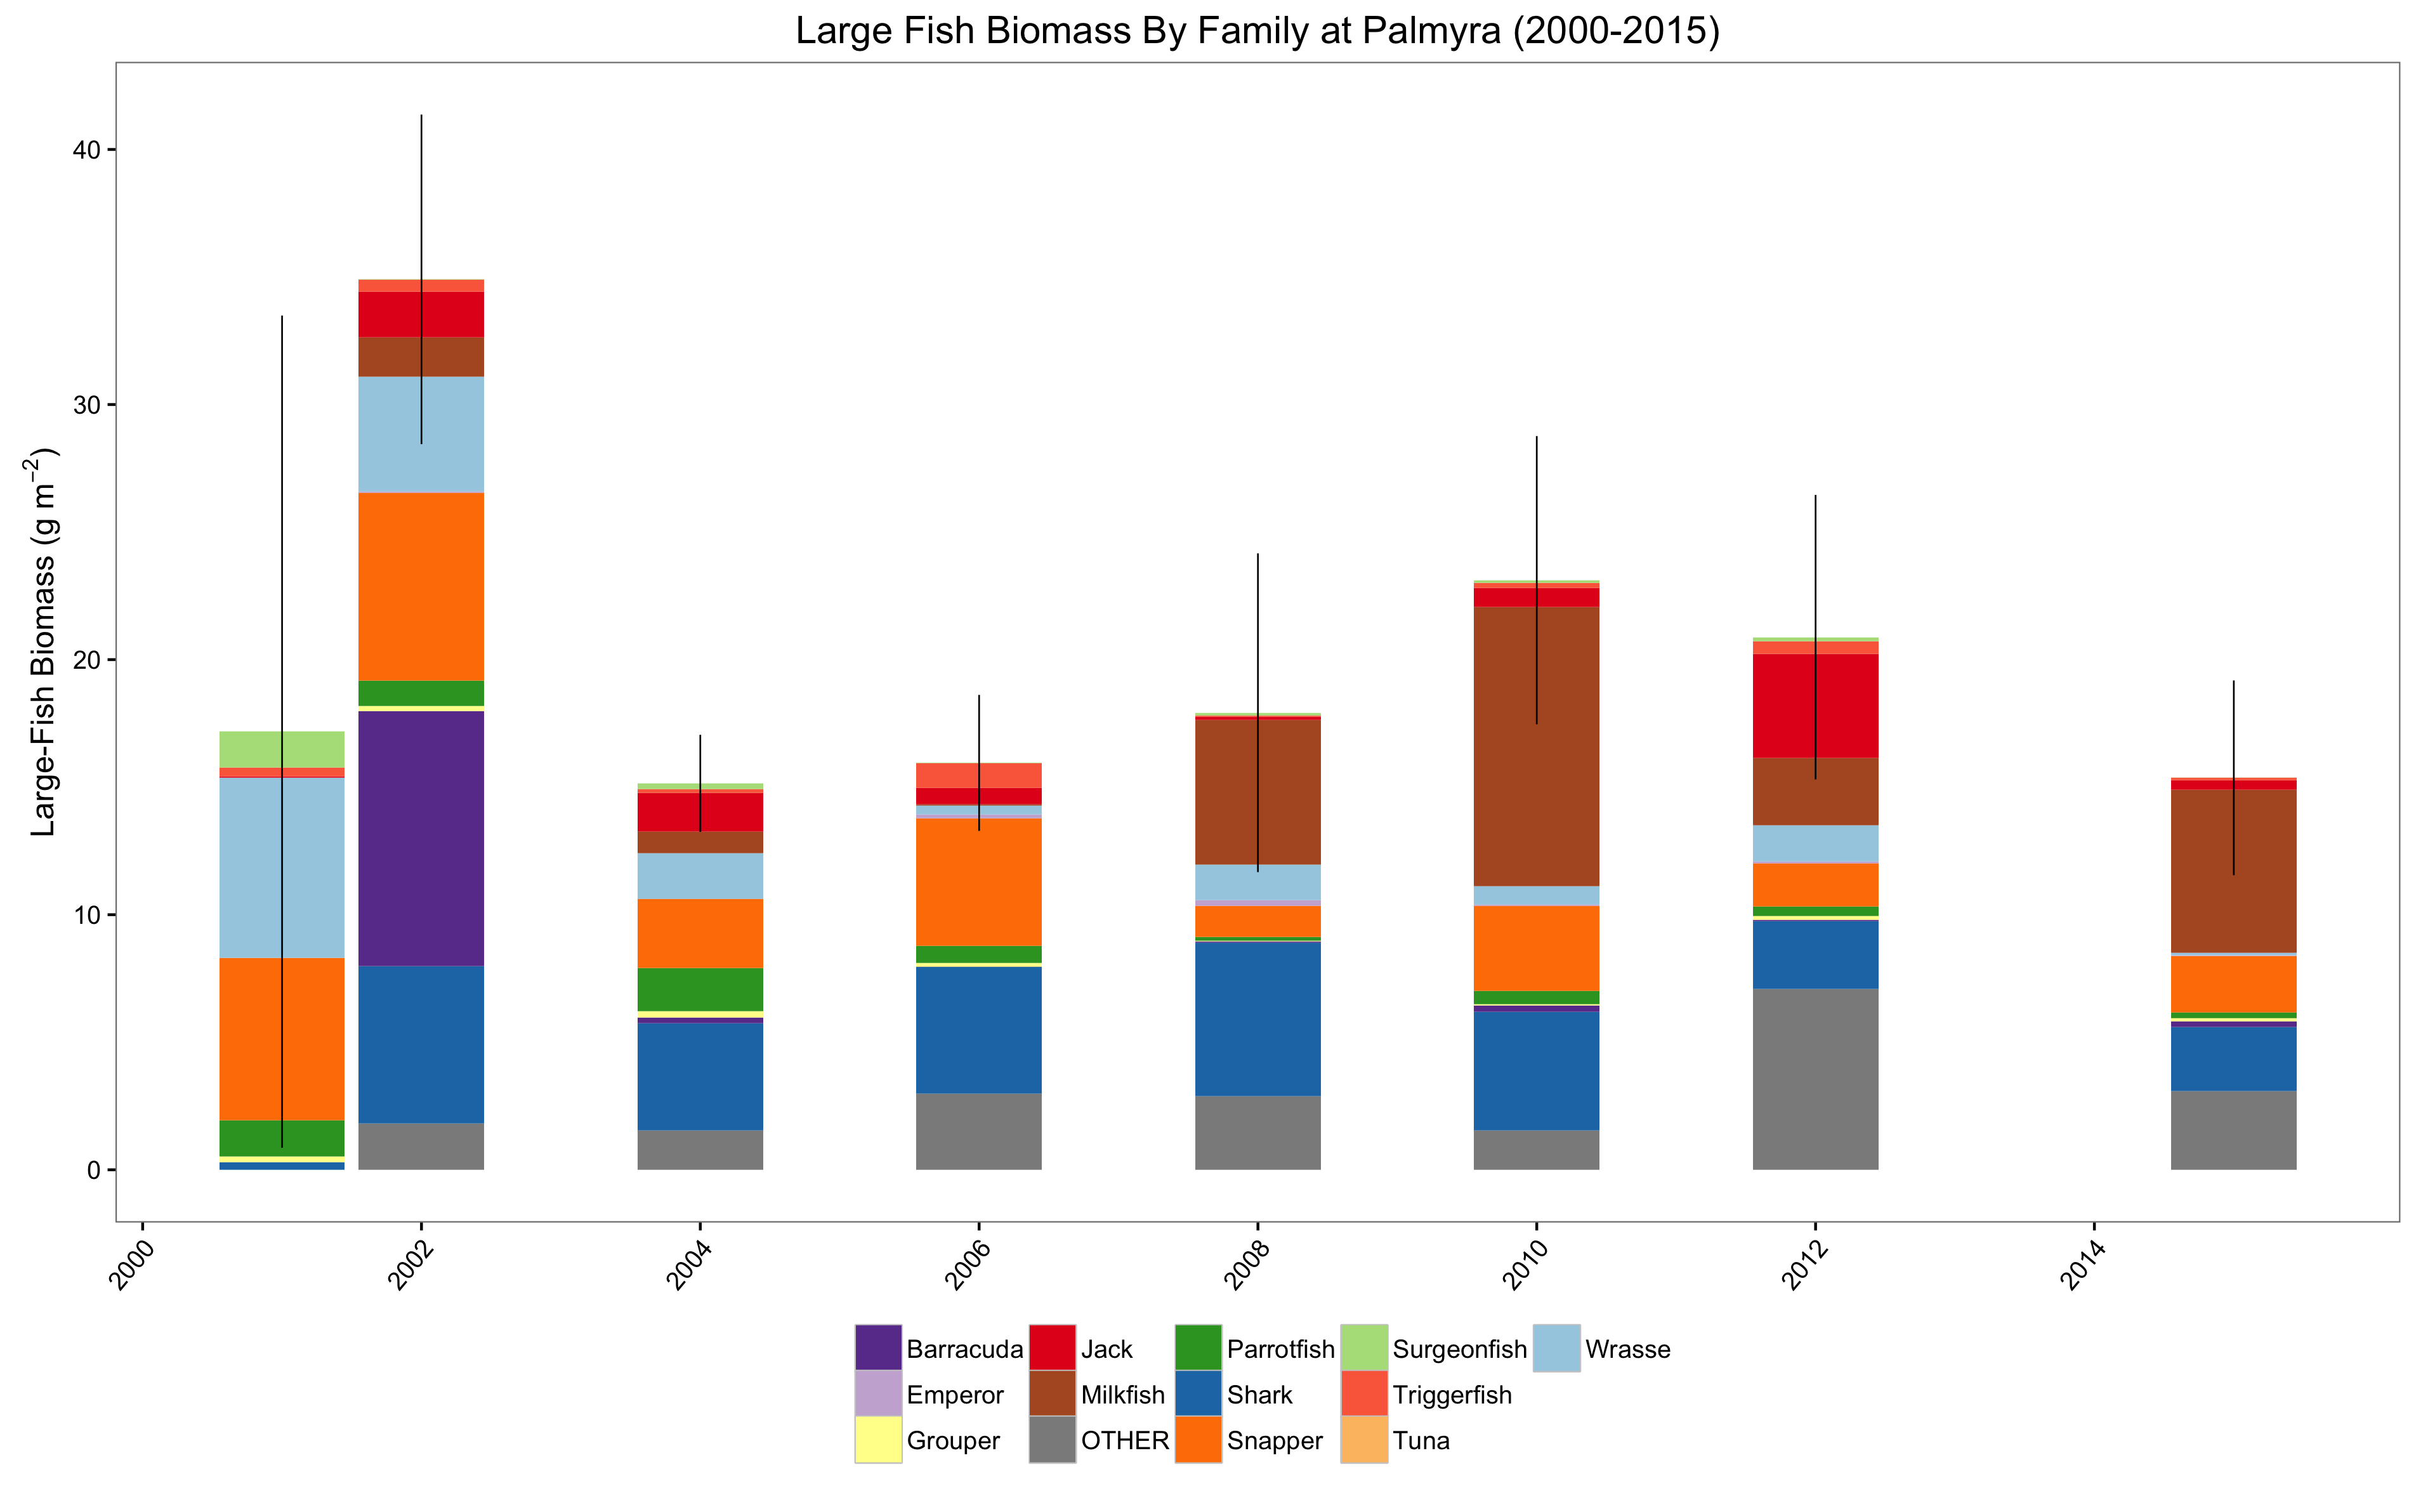 Large Fish Biomass By Family at Palmyra (2000-2015)
Large-Fish Biomass (g m⁻²)
40
30
20
10
0
2000 2002 2004 2006 2008 2010 2012 2014
Barracuda Jack Parrotfish Surgeonfish Wrasse
Emperor Milkfish Shark Triggerfish
Grouper OTHER Snapper Tuna